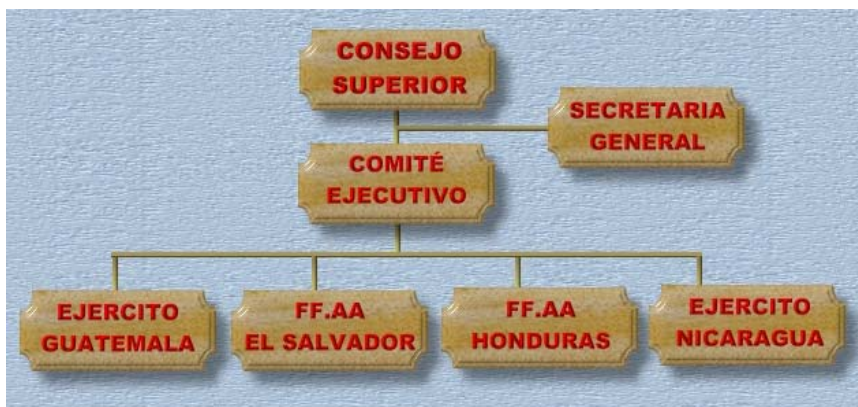 CONSEJO
SUPERIOR
SECRETARIA
GENERAL
COMITÉ
EJECUTIVO
EJERCITO
GUATEMALA
FF.AA
EL SALVADOR
FF.AA
HONDURAS
EJERCITO
NICARAGUA